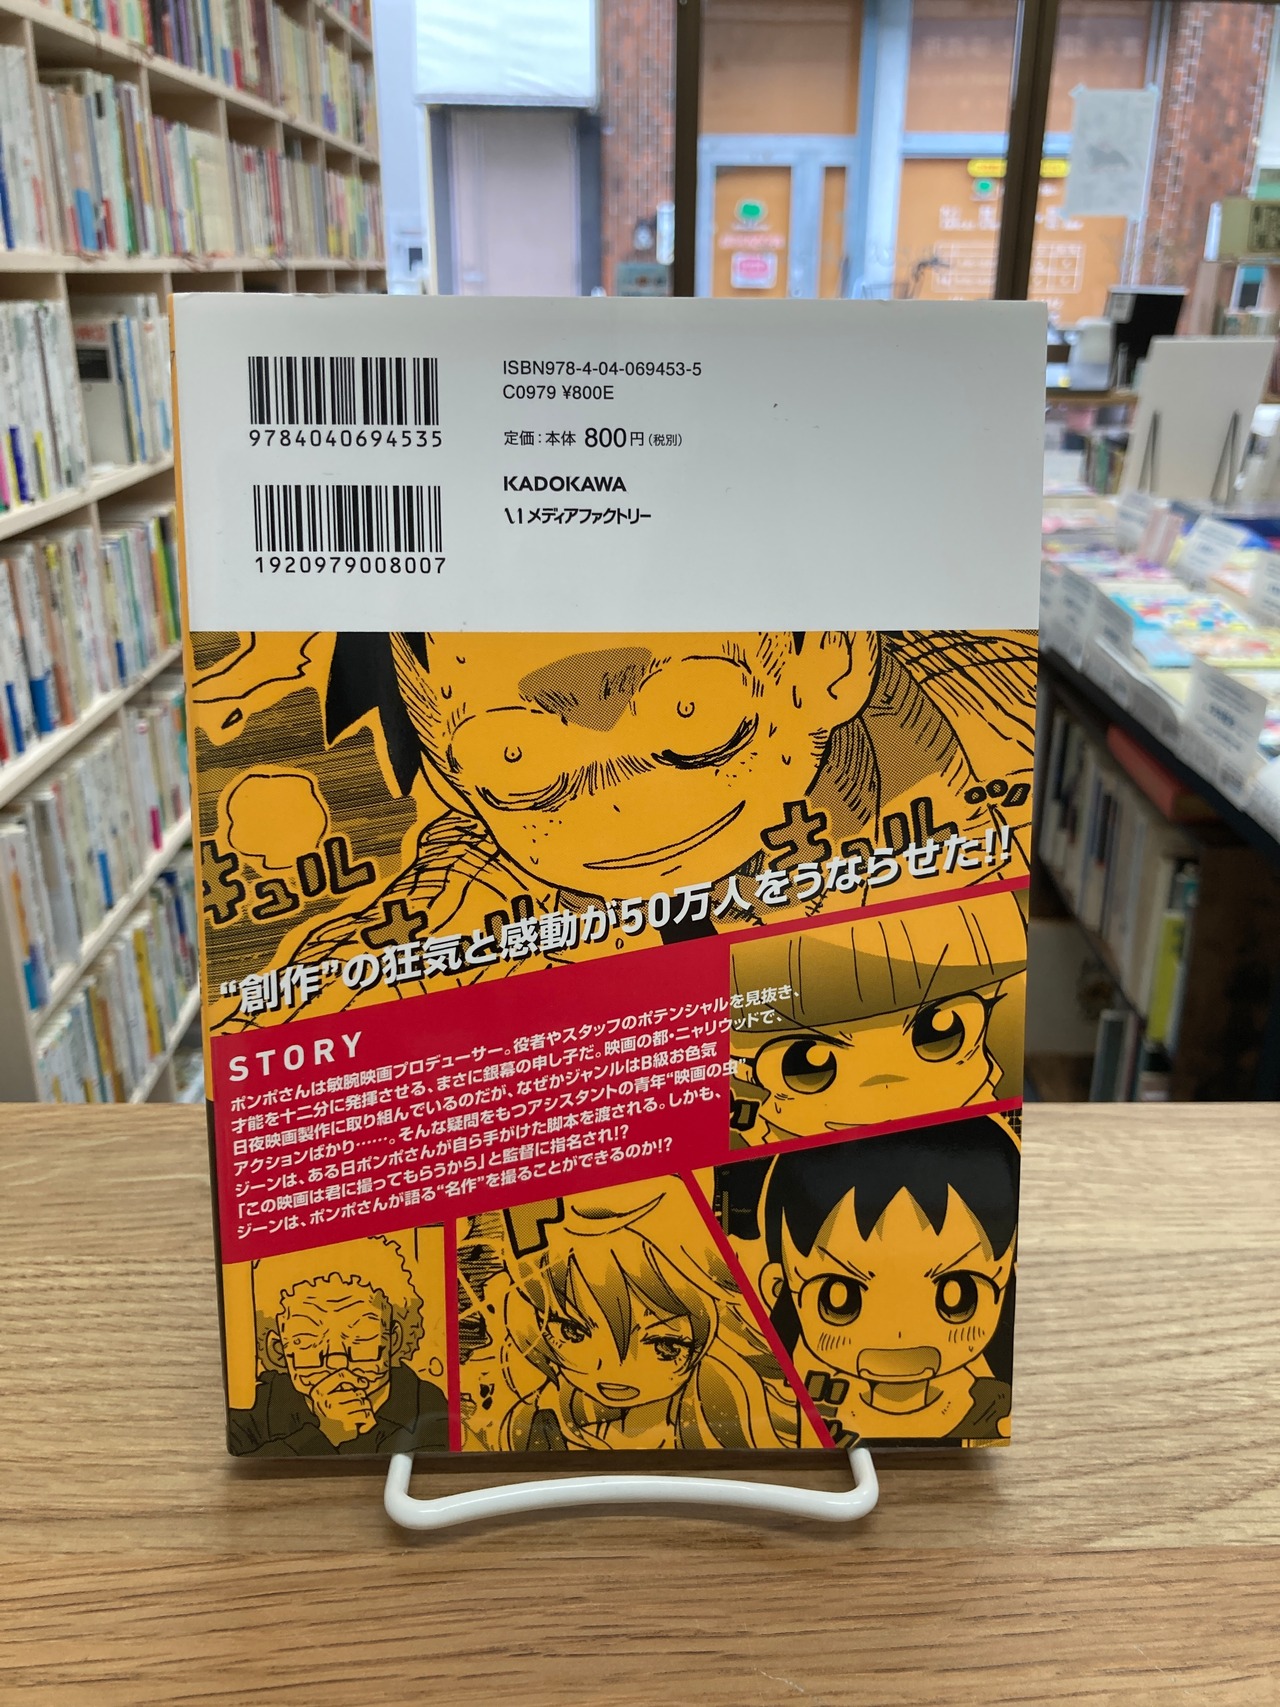 ISBN978-4-04-069453-5
C0979 ¥800E
9784040694535
定価：本体 800円（税別）
KADOKAWA
メディアファクトリー
1920979008007
キュル
キュル
キュル
“創作”の狂気と感動が50万人をうならせた!!
STORY
ポンポさんは敏腕映画プロデューサー。役者やスタッフのポテンシャルを見抜き、
才能を十二分に発揮させる、まさに銀幕の申し子だ。映画の都・ニャリウッドで、
日夜映画製作に取り組んでいるのだが、なぜかジャンルはB級お色気
アクションばかり……。そんな疑問をもつアシスタントの青年“映画の虫”
ジーンは、ある日ポンポさんが自ら手がけた脚本を渡される。しかも、
「この映画は君に撮ってもらうから」と監督に指名され!?
ジーンは、ポンポさんが語る“名作”を撮ることができるのか!?